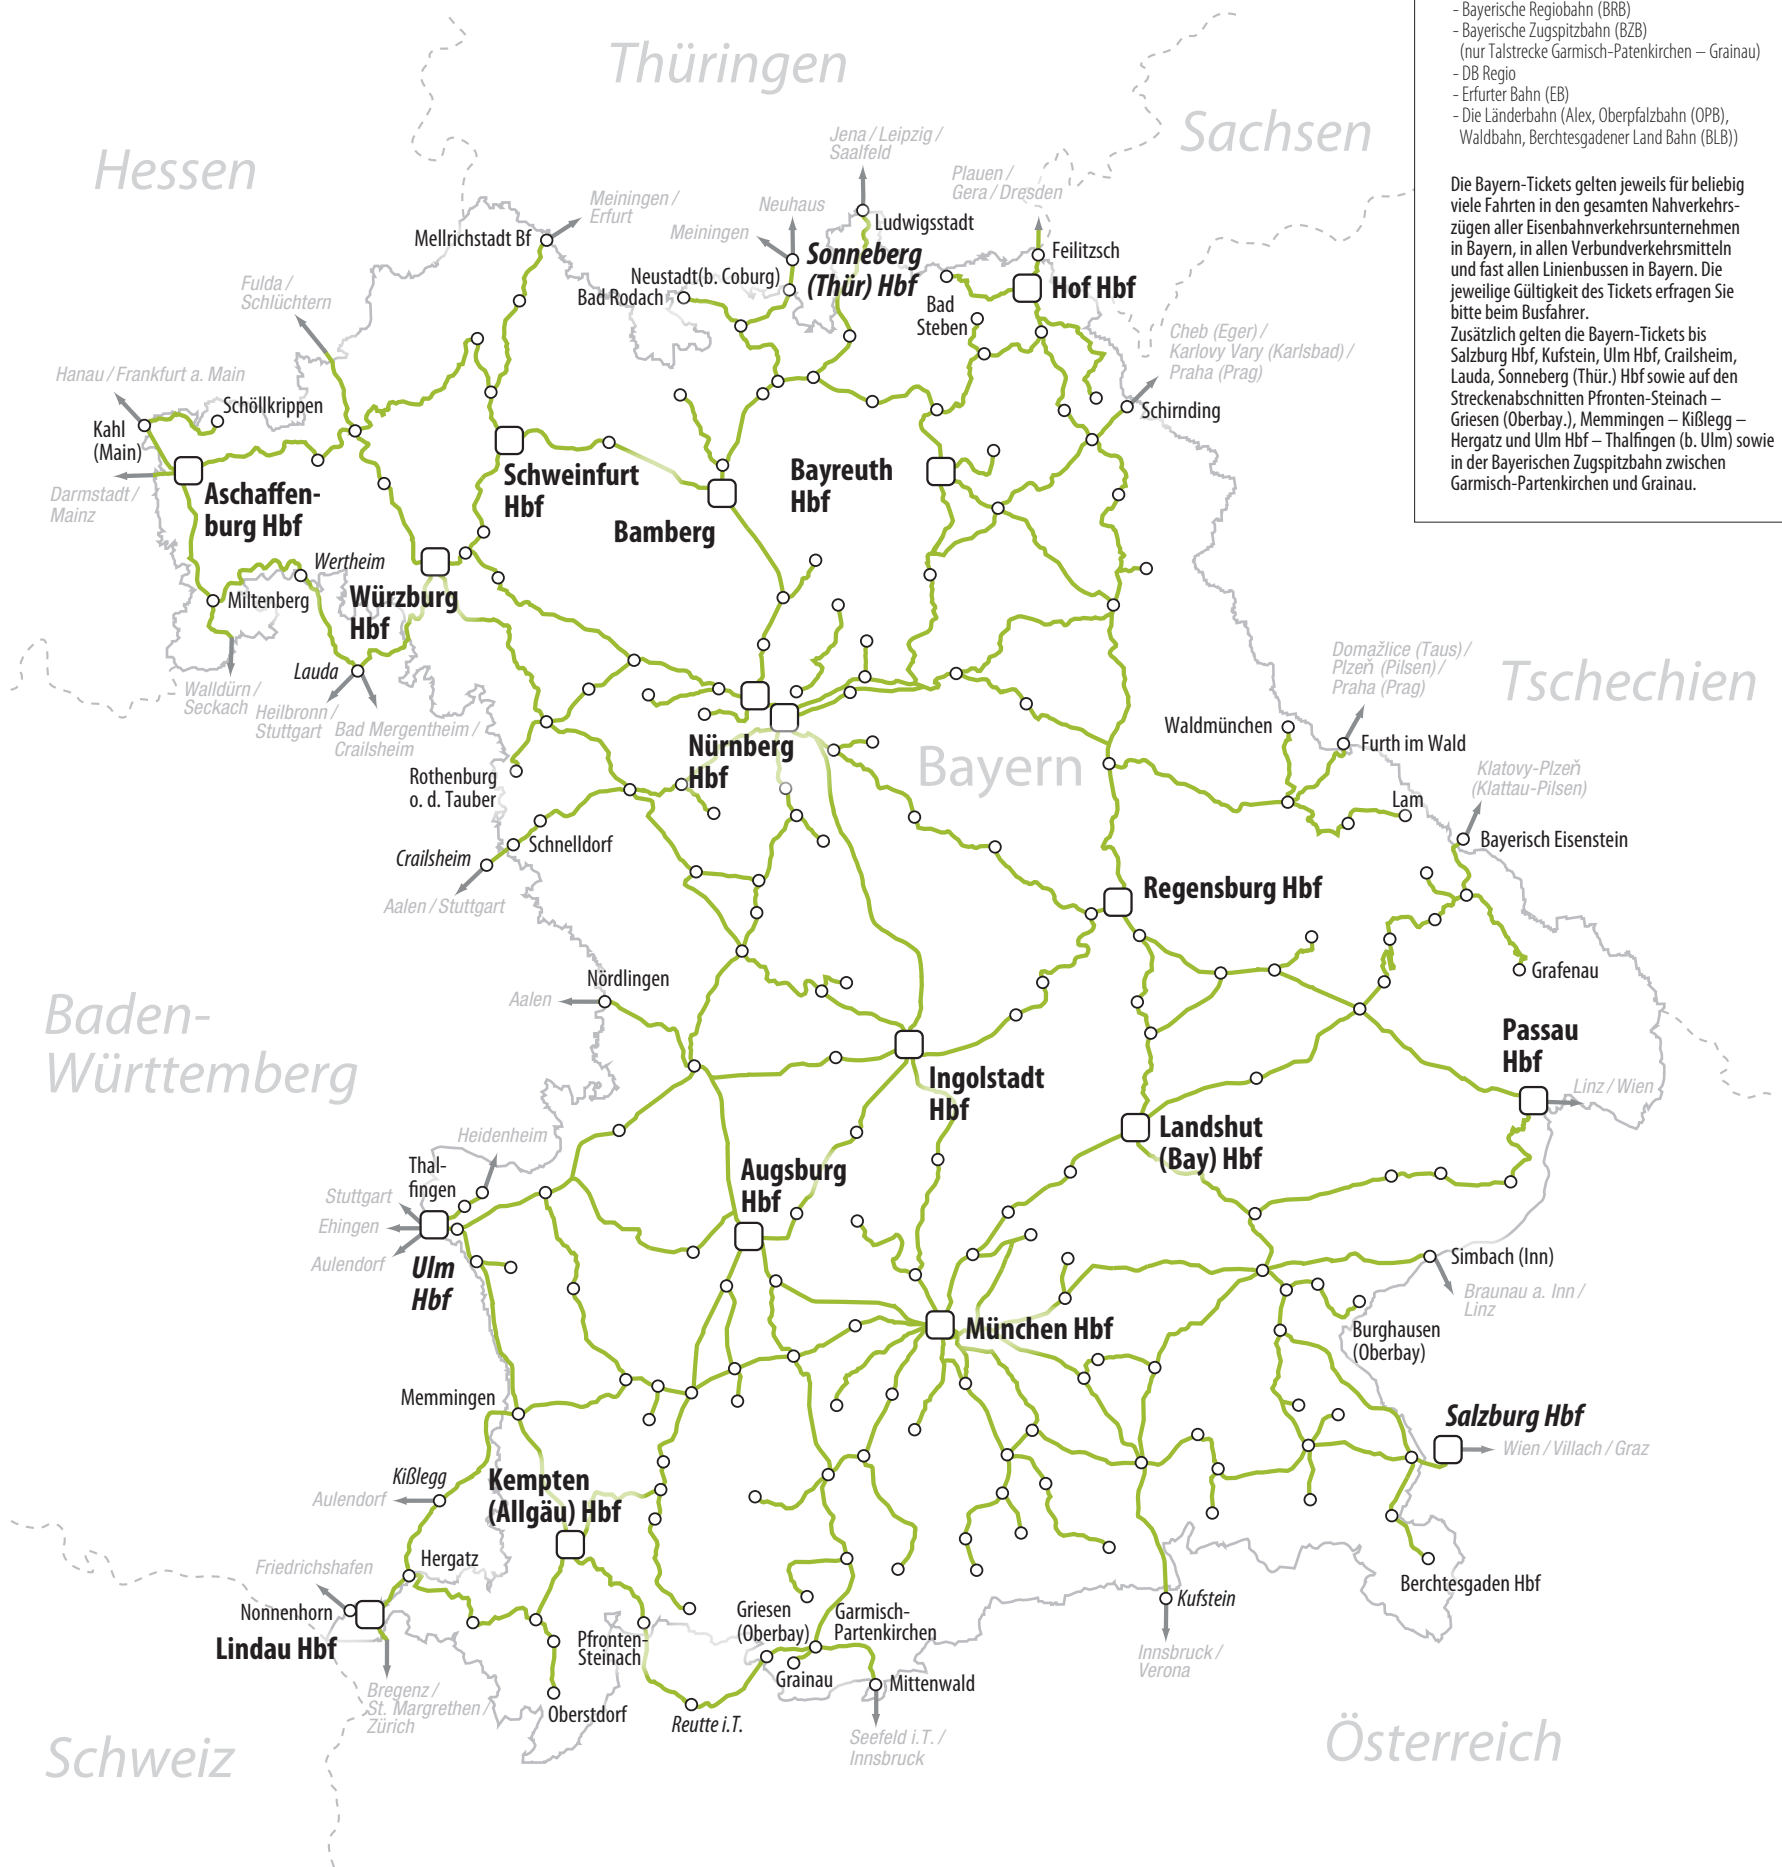 - Bayerische Regiobahn (BRB)
- Bayerische Zugspitzbahn (BZB)
(nur Talstrecke Garmisch-Patenkirchen – Grainau)
- DB Regio
- Erfurter Bahn (EB)
- Die Länderbahn (Alex, Oberpfalzbahn (OPB),
Waldbahn, Berchtesgadener Land Bahn (BLB))
Die Bayern-Tickets gelten jeweils für beliebig
viele Fahrten in den gesamten Nahverkehrs-
zügen aller Eisenbahnverkehrsunternehmen
in Bayern, in allen Verbundverkehrsmitteln
und fast allen Linienbussen in Bayern. Die
jeweilige Gültigkeit des Tickets erfragen Sie
bitte beim Busfahrer.
Zusätzlich gelten die Bayern-Tickets bis
Salzburg Hbf, Kufstein, Ulm Hbf, Crailsheim,
Lauda, Sonneberg (Thür.) Hbf sowie auf den
Streckenabschnitten Pfronten-Steinach –
Griesen (Oberbay.), Memmingen – Kißlegg –
Hergatz und Ulm Hbf – Thalfingen (b. Ulm) sowie
in der Bayerischen Zugspitzbahn zwischen
Garmisch-Partenkirchen und Grainau.
Thüringen
Sachsen
Hessen
Jena / Leipzig /
Saalfeld
Plauen /
Gera / Dresden
Meiningen /
Erfurt
Neuhaus
Meiningen
Ludwigsstadt
Mellrichstadt Bf
Sonneberg
(Thür) Hbf
Feilitzsch
Neustadt(b. Coburg)
Bad Rodach
Hof Hbf
Bad
Steben
Fulda /
Schlüchtern
Cheb (Eger) /
Karlovy Vary (Karlsbad) /
Praha (Prag)
Hanau / Frankfurt a. Main
Schöllkrippen
Schirnding
Kahl
(Main)
Darmstadt /
Mainz
Aschaffen-
burg Hbf
Schweinfurt
Hbf
Bayreuth
Hbf
Bamberg
Wertheim
Miltenberg
Würzburg
Hbf
Lauda
Walldürn /
Seckach
Heilbronn /
Stuttgart
Bad Mergentheim /
Crailsheim
Domažlice (Taus) /
Plzeň (Pilsen) /
Praha (Prag)
Tschechien
Waldmünchen
Furth im Wald
Nürnberg
Hbf
Bayern
Rothenburg
o. d. Tauber
Klatovy-Plzeň
(Klattau-Pilsen)
Lam
Schnelldorf
Bayerisch Eisenstein
Crailsheim
Aalen / Stuttgart
Regensburg Hbf
Nördlingen
Aalen
Grafenau
Baden-
Württemberg
Passau
Hbf
Linz / Wien
Ingolstadt
Hbf
Landshut
(Bay) Hbf
Heidenheim
Thal-
fingen
Augsburg
Hbf
Stuttgart
Ehingen
Aulendorf
Ulm
Hbf
Simbach (Inn)
Braunau a. Inn /
Linz
Burghausen
(Oberbay)
München Hbf
Memmingen
Salzburg Hbf
Wien / Villach / Graz
Kißlegg
Aulendorf
Kempten
(Allgäu) Hbf
Hergatz
Friedrichshafen
Nonnenhorn
Lindau Hbf
Berchtesgaden Hbf
Kufstein
Griesen
(Oberbay)
Garmisch-
Partenkirchen
Pfronten-
Steinach
Grainau
Mittenwald
Innsbruck /
Verona
Bregenz /
St. Margrethen /
Zürich
Oberstdorf
Reutte i.T.
Seefeld i.T. /
Innsbruck
Schweiz
Österreich